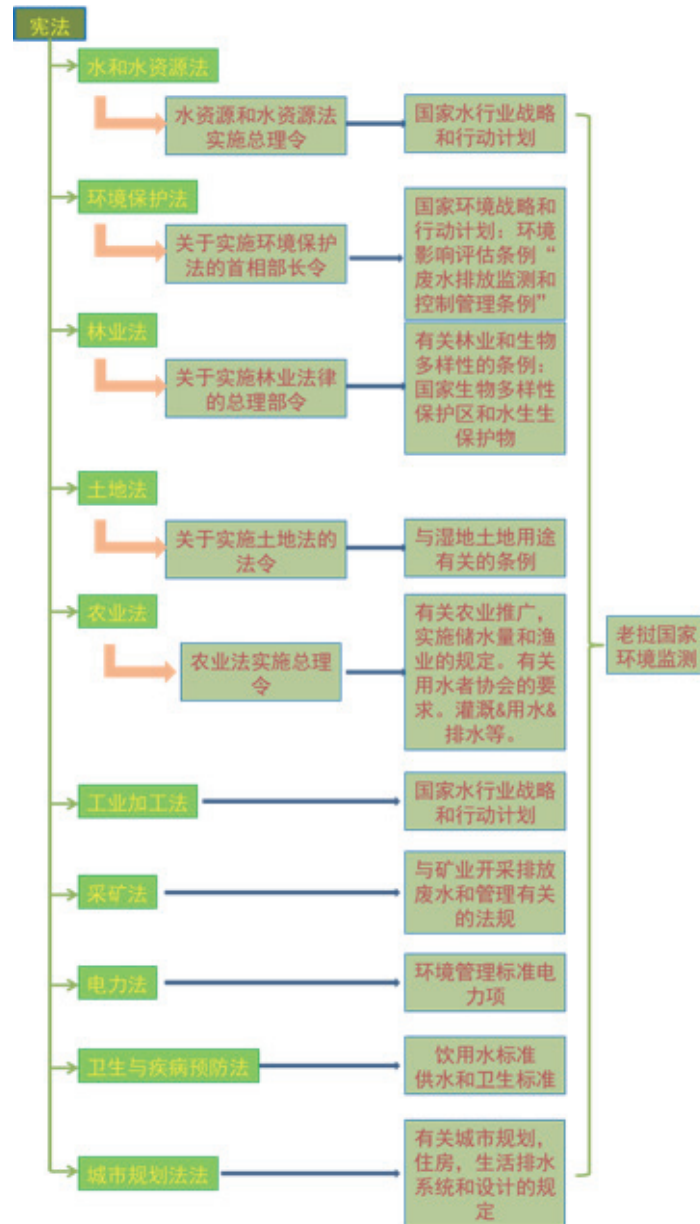 宪法
水和水资源法
水资源和水资源法
实施总理令
国家水行业战略
和行动计划
环境保护法
关于实施环境保护
法的首相部长令
国家环境战略和
行动计划：环境
影响评估条例“
废水排放监测和
控制管理条例”
林业法
关于实施林业法律
的总理部令
有关林业和生物
多样性的条例：
国家生物多样性
保护区和水生生
保护物
土地法
关于实施土地法的
法令
与湿地土地用途
有关的条例
农业法
农业法实施总理
令
有关农业推广，
实施储水量和渔
业的规定。有关
用水者协会的要
求。灌溉&用水&
排水等。
老挝国家
环境监测
工业加工法
国家水行业战略
和行动计划
采矿法
与矿业开采排放
废水和管理有关
的法规
电力法
环境管理标准电
力项
卫生与疾病预防法
饮用水标准
供水和卫生标准
城市规划法法
有关城市规划，
住房，生活排水
系统和设计的规
定